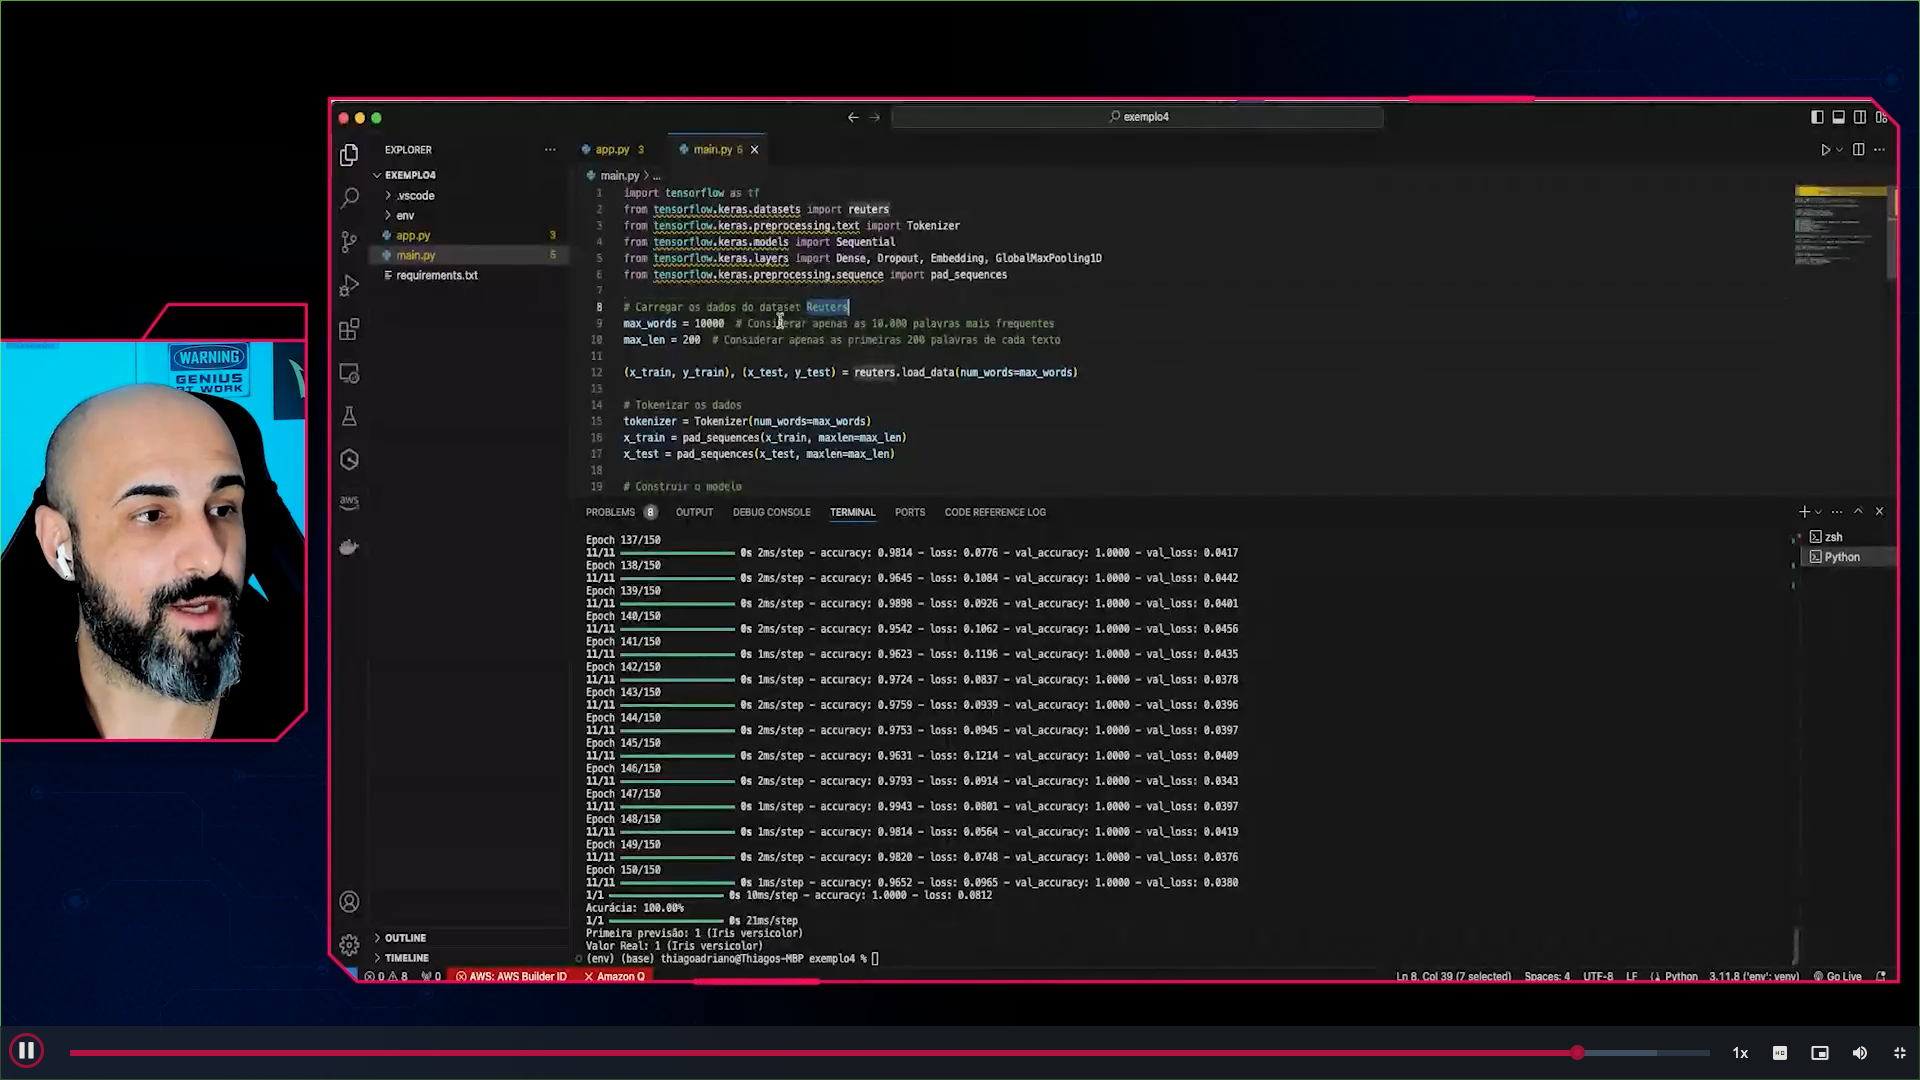 WARNING
GENIUS
AT WORK
exemplo4
EXPLORER
EXEMPLO4
.vscode
env
app.py 3
main.py 6
requirements.txt
OUTLINE
TIMELINE
app.py 3
main.py 6
main.py > ...
1 import tensorflow as tf
2 from tensorflow.keras.datasets import reuters
3 from tensorflow.keras.preprocessing.text import Tokenizer
4 from tensorflow.keras.models import Sequential
5 from tensorflow.keras.layers import Dense, Dropout, Embedding, GlobalMaxPooling1D
6 from tensorflow.keras.preprocessing.sequence import pad_sequences
7
8 # Carregar os dados do dataset Reuters
9 max_words = 10000 # Considerar apenas as 10.000 palavras mais frequentes
10 max_len = 200 # Considerar apenas as primeiras 200 palavras de cada texto
11
12 (x_train, y_train), (x_test, y_test) = reuters.load_data(num_words=max_words)
13
14 # Tokenizar os dados
15 tokenizer = Tokenizer(num_words=max_words)
16 x_train = pad_sequences(x_train, maxlen=max_len)
17 x_test = pad_sequences(x_test, maxlen=max_len)
18
19 # Construir o modelo
PROBLEMS 8 OUTPUT DEBUG CONSOLE TERMINAL PORTS CODE REFERENCE LOG
zsh
Python
Epoch 137/150
11/11 0s 2ms/step - accuracy: 0.9814 - loss: 0.0776 - val_accuracy: 1.0000 - val_loss: 0.0417
Epoch 138/150
11/11 0s 2ms/step - accuracy: 0.9645 - loss: 0.1084 - val_accuracy: 1.0000 - val_loss: 0.0442
Epoch 139/150
11/11 0s 2ms/step - accuracy: 0.9898 - loss: 0.0926 - val_accuracy: 1.0000 - val_loss: 0.0401
Epoch 140/150
11/11 0s 2ms/step - accuracy: 0.9542 - loss: 0.1062 - val_accuracy: 1.0000 - val_loss: 0.0456
Epoch 141/150
11/11 0s 1ms/step - accuracy: 0.9623 - loss: 0.1196 - val_accuracy: 1.0000 - val_loss: 0.0435
Epoch 142/150
11/11 0s 1ms/step - accuracy: 0.9724 - loss: 0.0837 - val_accuracy: 1.0000 - val_loss: 0.0378
Epoch 143/150
11/11 0s 2ms/step - accuracy: 0.9759 - loss: 0.0939 - val_accuracy: 1.0000 - val_loss: 0.0396
Epoch 144/150
11/11 0s 2ms/step - accuracy: 0.9753 - loss: 0.0945 - val_accuracy: 1.0000 - val_loss: 0.0397
Epoch 145/150
11/11 0s 2ms/step - accuracy: 0.9631 - loss: 0.1214 - val_accuracy: 1.0000 - val_loss: 0.0409
Epoch 146/150
11/11 0s 2ms/step - accuracy: 0.9793 - loss: 0.0914 - val_accuracy: 1.0000 - val_loss: 0.0343
Epoch 147/150
11/11 0s 1ms/step - accuracy: 0.9943 - loss: 0.0801 - val_accuracy: 1.0000 - val_loss: 0.0397
Epoch 148/150
11/11 0s 1ms/step - accuracy: 0.9814 - loss: 0.0564 - val_accuracy: 1.0000 - val_loss: 0.0419
Epoch 149/150
11/11 0s 2ms/step - accuracy: 0.9820 - loss: 0.0748 - val_accuracy: 1.0000 - val_loss: 0.0376
Epoch 150/150
11/11 0s 1ms/step - accuracy: 0.9652 - loss: 0.0965 - val_accuracy: 1.0000 - val_loss: 0.0380
1/1 0s 10ms/step - accuracy: 1.0000 - loss: 0.0812
Acurácia: 100.00%
1/1 0s 21ms/step
Primeira previsão: 1 (Iris versicolor)
Valor Real: 1 (Iris versicolor)
(env) (base) thiagoadriano@Thiagos-MBP exemplo4 %
aws
0 8 0 AWS: AWS Builder ID Amazon Q Ln 8, Col 39 (7 selected) Spaces: 4 UTF-8 LF Python 3.11.8 ('env': venv) Go Live
1x